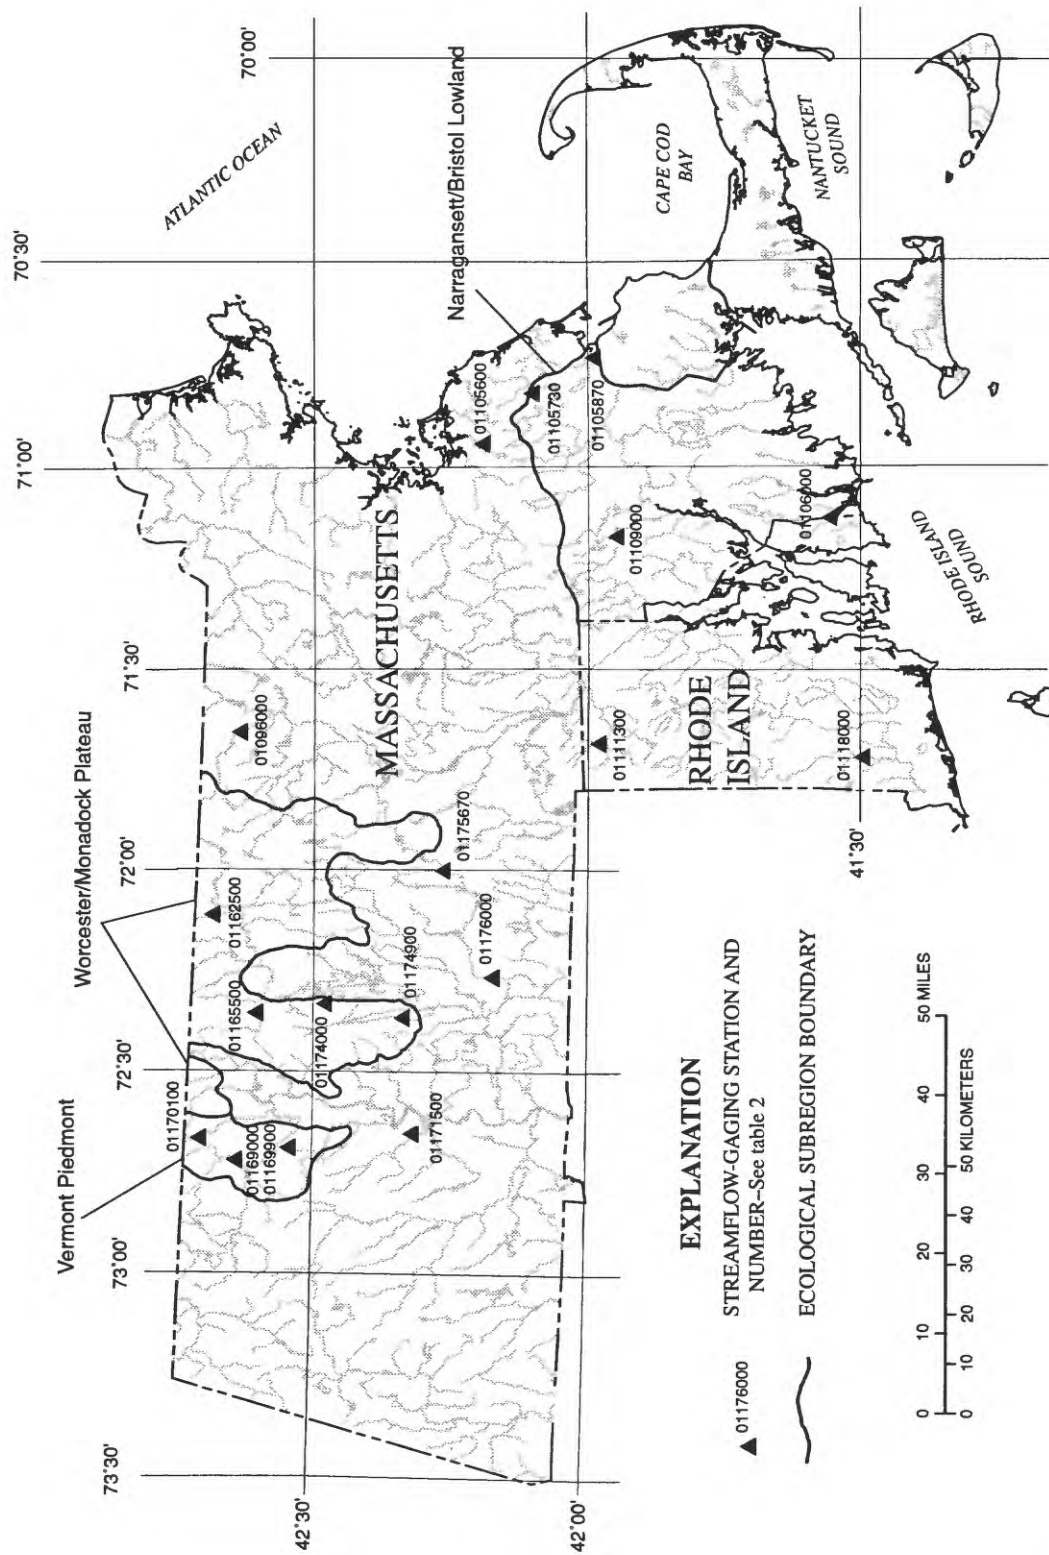 73°30'
73°00'
72°30'
72°00'
71°30'
71°00'
70°30'
70°00'
42°30'
42°00'
41°30'
Vermont Piedmont
Worcester/Monadock Plateau
Narragansett/Bristol Lowland
ATLANTIC OCEAN
CAPE COD
BAY
NANTUCKET
SOUND
RHODE ISLAND
SOUND
MASSACHUSETTS
RHODE
ISLAND
01170100
01169000
01169900
01165500
01174000
01162500
01174900
01171500
01176000
01175670
01096000
01105600
01105730
01105870
01109000
01106000
01111300
01118000
EXPLANATION
01176000
STREAMFLOW-GAGING STATION AND
NUMBER–See table 2
ECOLOGICAL SUBREGION BOUNDARY
0 10 20 30 40 50 MILES
0 10 20 30 40 50 KILOMETERS